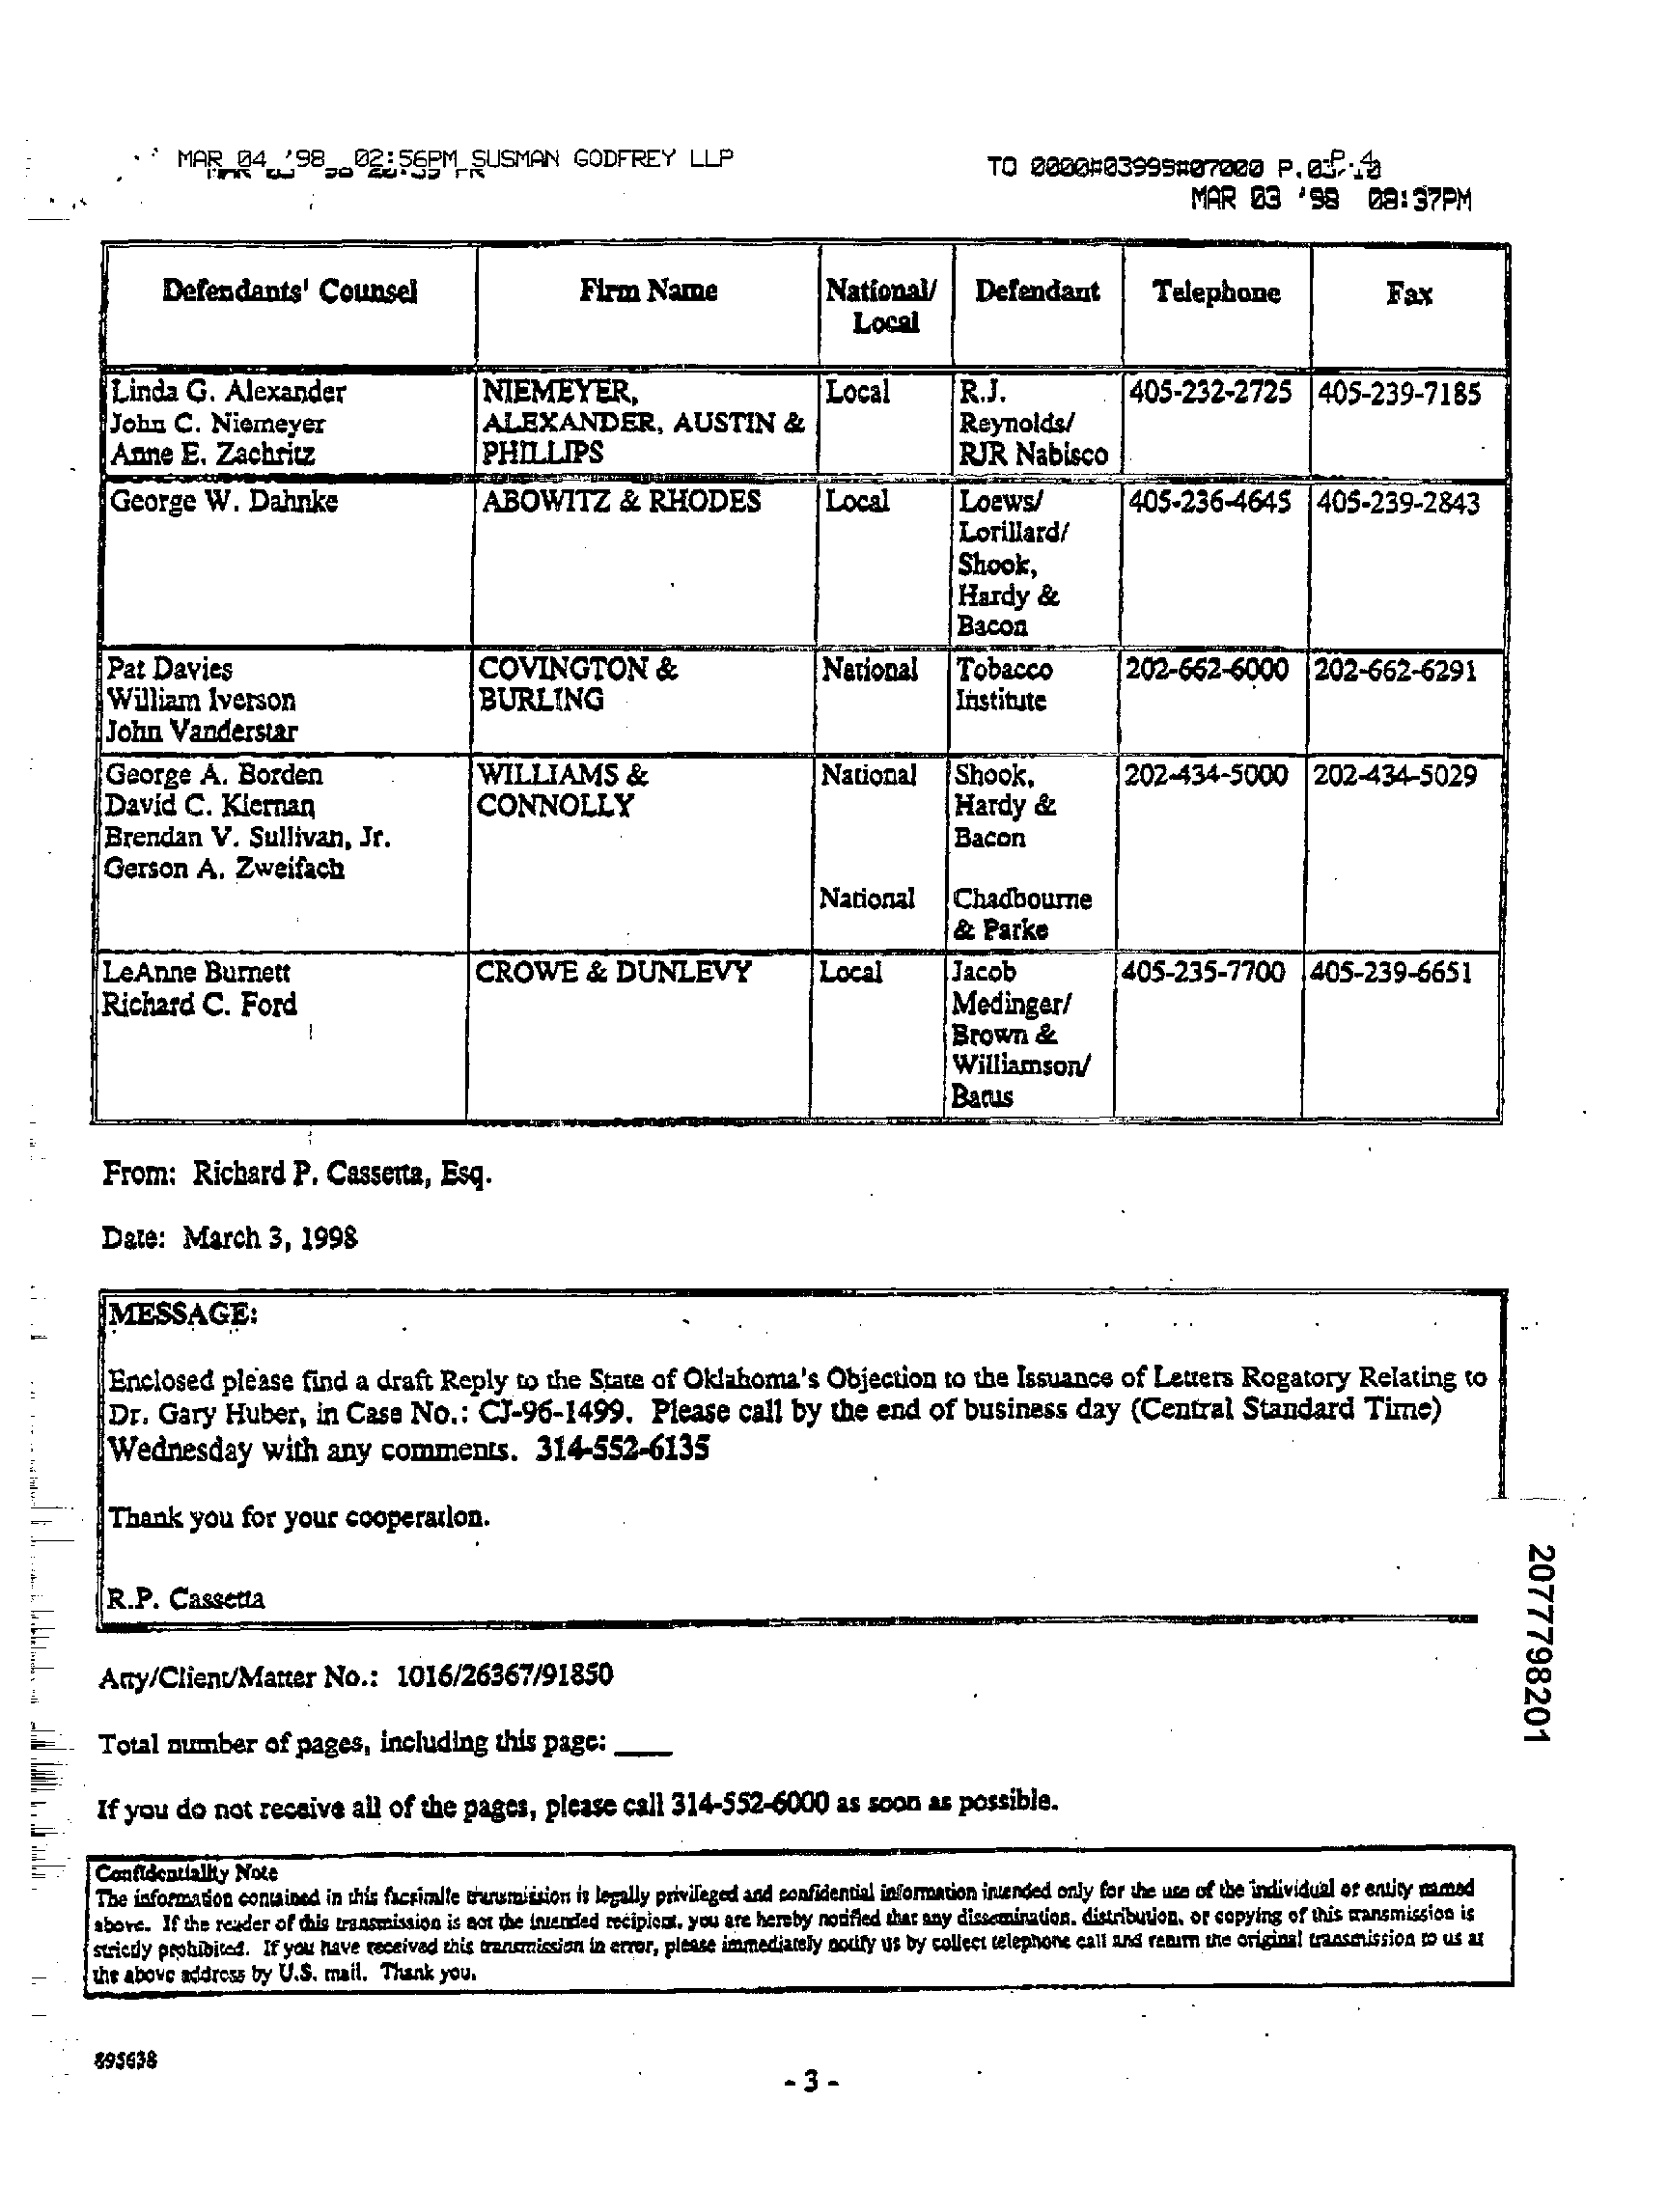 MAR 04 '98 02:56PM SUSMAN GODFREY LLP
TO 0000#03999#07000 P.03/10
P.4
MAR 03 '98 08:37PM
Defendants' Counsel Firm Name National/ Defendant Telephone Fax
Local
Linda G. Alexander NIEMEYER, Local R.J. 405-232-2725 405-239-7185
John C. Niemeyer ALEXANDER, AUSTIN & Reynolds/
Anne E. Zachritz PHILLIPS RJR Nabisco
George W. Dahnke ABOWITZ & RHODES Local Loews/ 405-236-4645 405-239-2843
Lorillard/
Shook,
Hardy &
Bacon
Pat Davies COVINGTON & National Tobacco 202-662-6000 202-662-6291
William Iverson BURLING Institute
John Vanderstar
George A. Borden WILLIAMS & National Shook, 202-434-5000 202-434-5029
David C. Kiernan CONNOLLY Hardy &
Brendan V. Sullivan, Jr. Bacon
Gerson A. Zweifach
National Chadbourne
& Parke
LeAnne Burnett CROWE & DUNLEVY Local Jacob 405-235-7700 405-239-6651
Richard C. Ford Medinger/
Brown &
Williamson/
Batus
From: Richard P. Cassetta, Esq.
Date: March 3, 1998
MESSAGE:
Enclosed please find a draft Reply to the State of Oklahoma's Objection to the Issuance of Letters Rogatory Relating to
Dr. Gary Huber, in Case No.: CJ-96-1499. Please call by the end of business day (Central Standard Time)
Wednesday with any comments. 314-552-6135
Thank you for your cooperation.
R.P. Cassetta
Atty/Client/Matter No.: 1016/26367/91850
Total number of pages, including this page: ____
If you do not receive all of the pages, please call 314-552-6000 as soon as possible.
Confidentiality Note
The information contained in this facsimile transmission is legally privileged and confidential information intended only for the use of the individual or entity named
above. If the reader of this transmission is not the intended recipient, you are hereby notified that any dissemination, distribution, or copying of this transmission is
strictly prohibited. If you have received this transmission in error, please immediately notify us by collect telephone call and return the original transmission to us at
the above address by U.S. mail. Thank you.
895638
- 3 -
2077798201